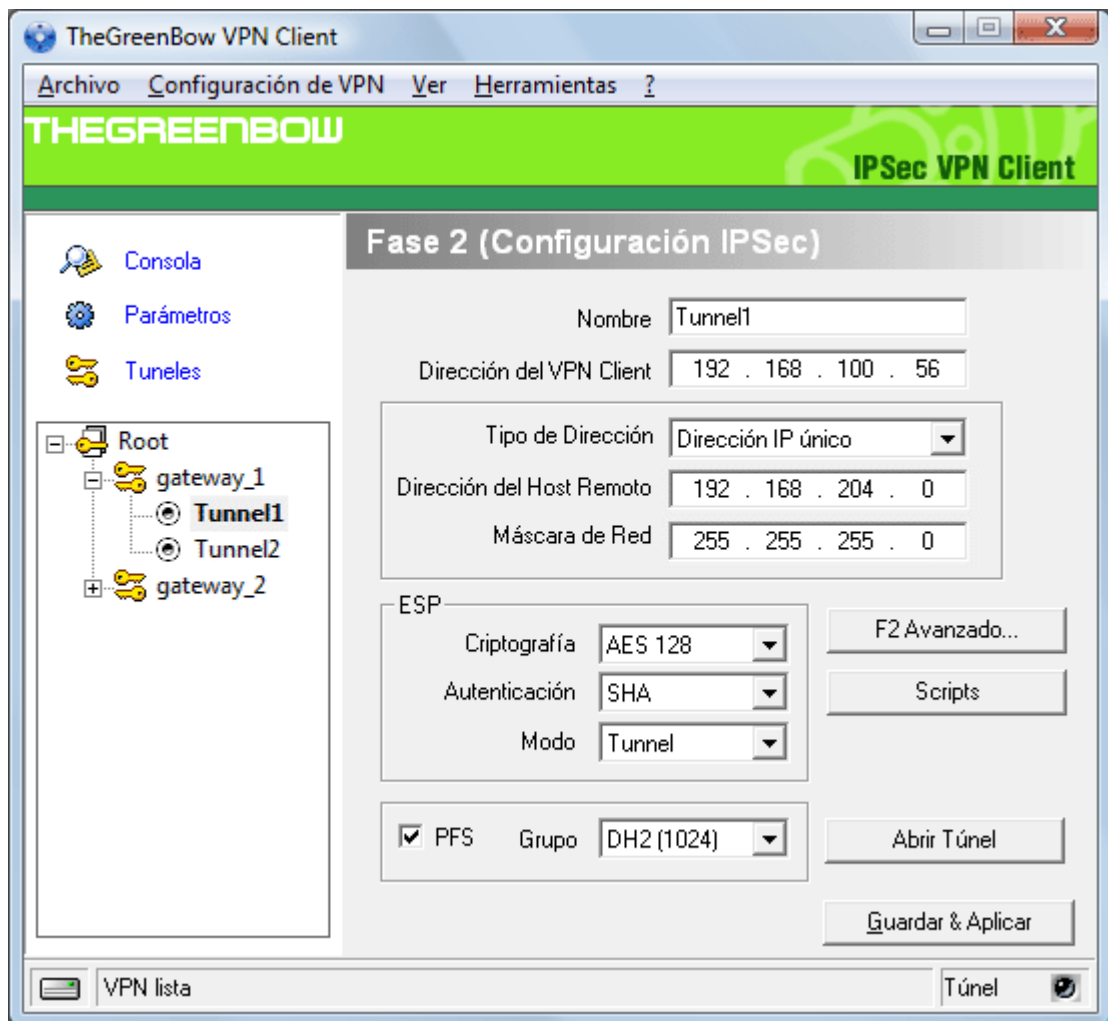 TheGreenBow VPN Client
Archivo Configuración de VPN Ver Herramientas ?
THEGREENBOW
IPSec VPN Client
Consola
Parámetros
Tuneles
Root
gateway_1
Tunnel1
Tunnel2
gateway_2
Fase 2 (Configuración IPSec)
Nombre Tunnel1
Dirección del VPN Client 192 . 168 . 100 . 56
Tipo de Dirección Dirección IP único
Dirección del Host Remoto 192 . 168 . 204 . 0
Máscara de Red 255 . 255 . 255 . 0
ESP
Criptografía AES 128
Autenticación SHA
Modo Tunnel
F2 Avanzado...
Scripts
PFS Grupo DH2 (1024)
Abrir Túnel
Guardar & Aplicar
VPN lista Túnel